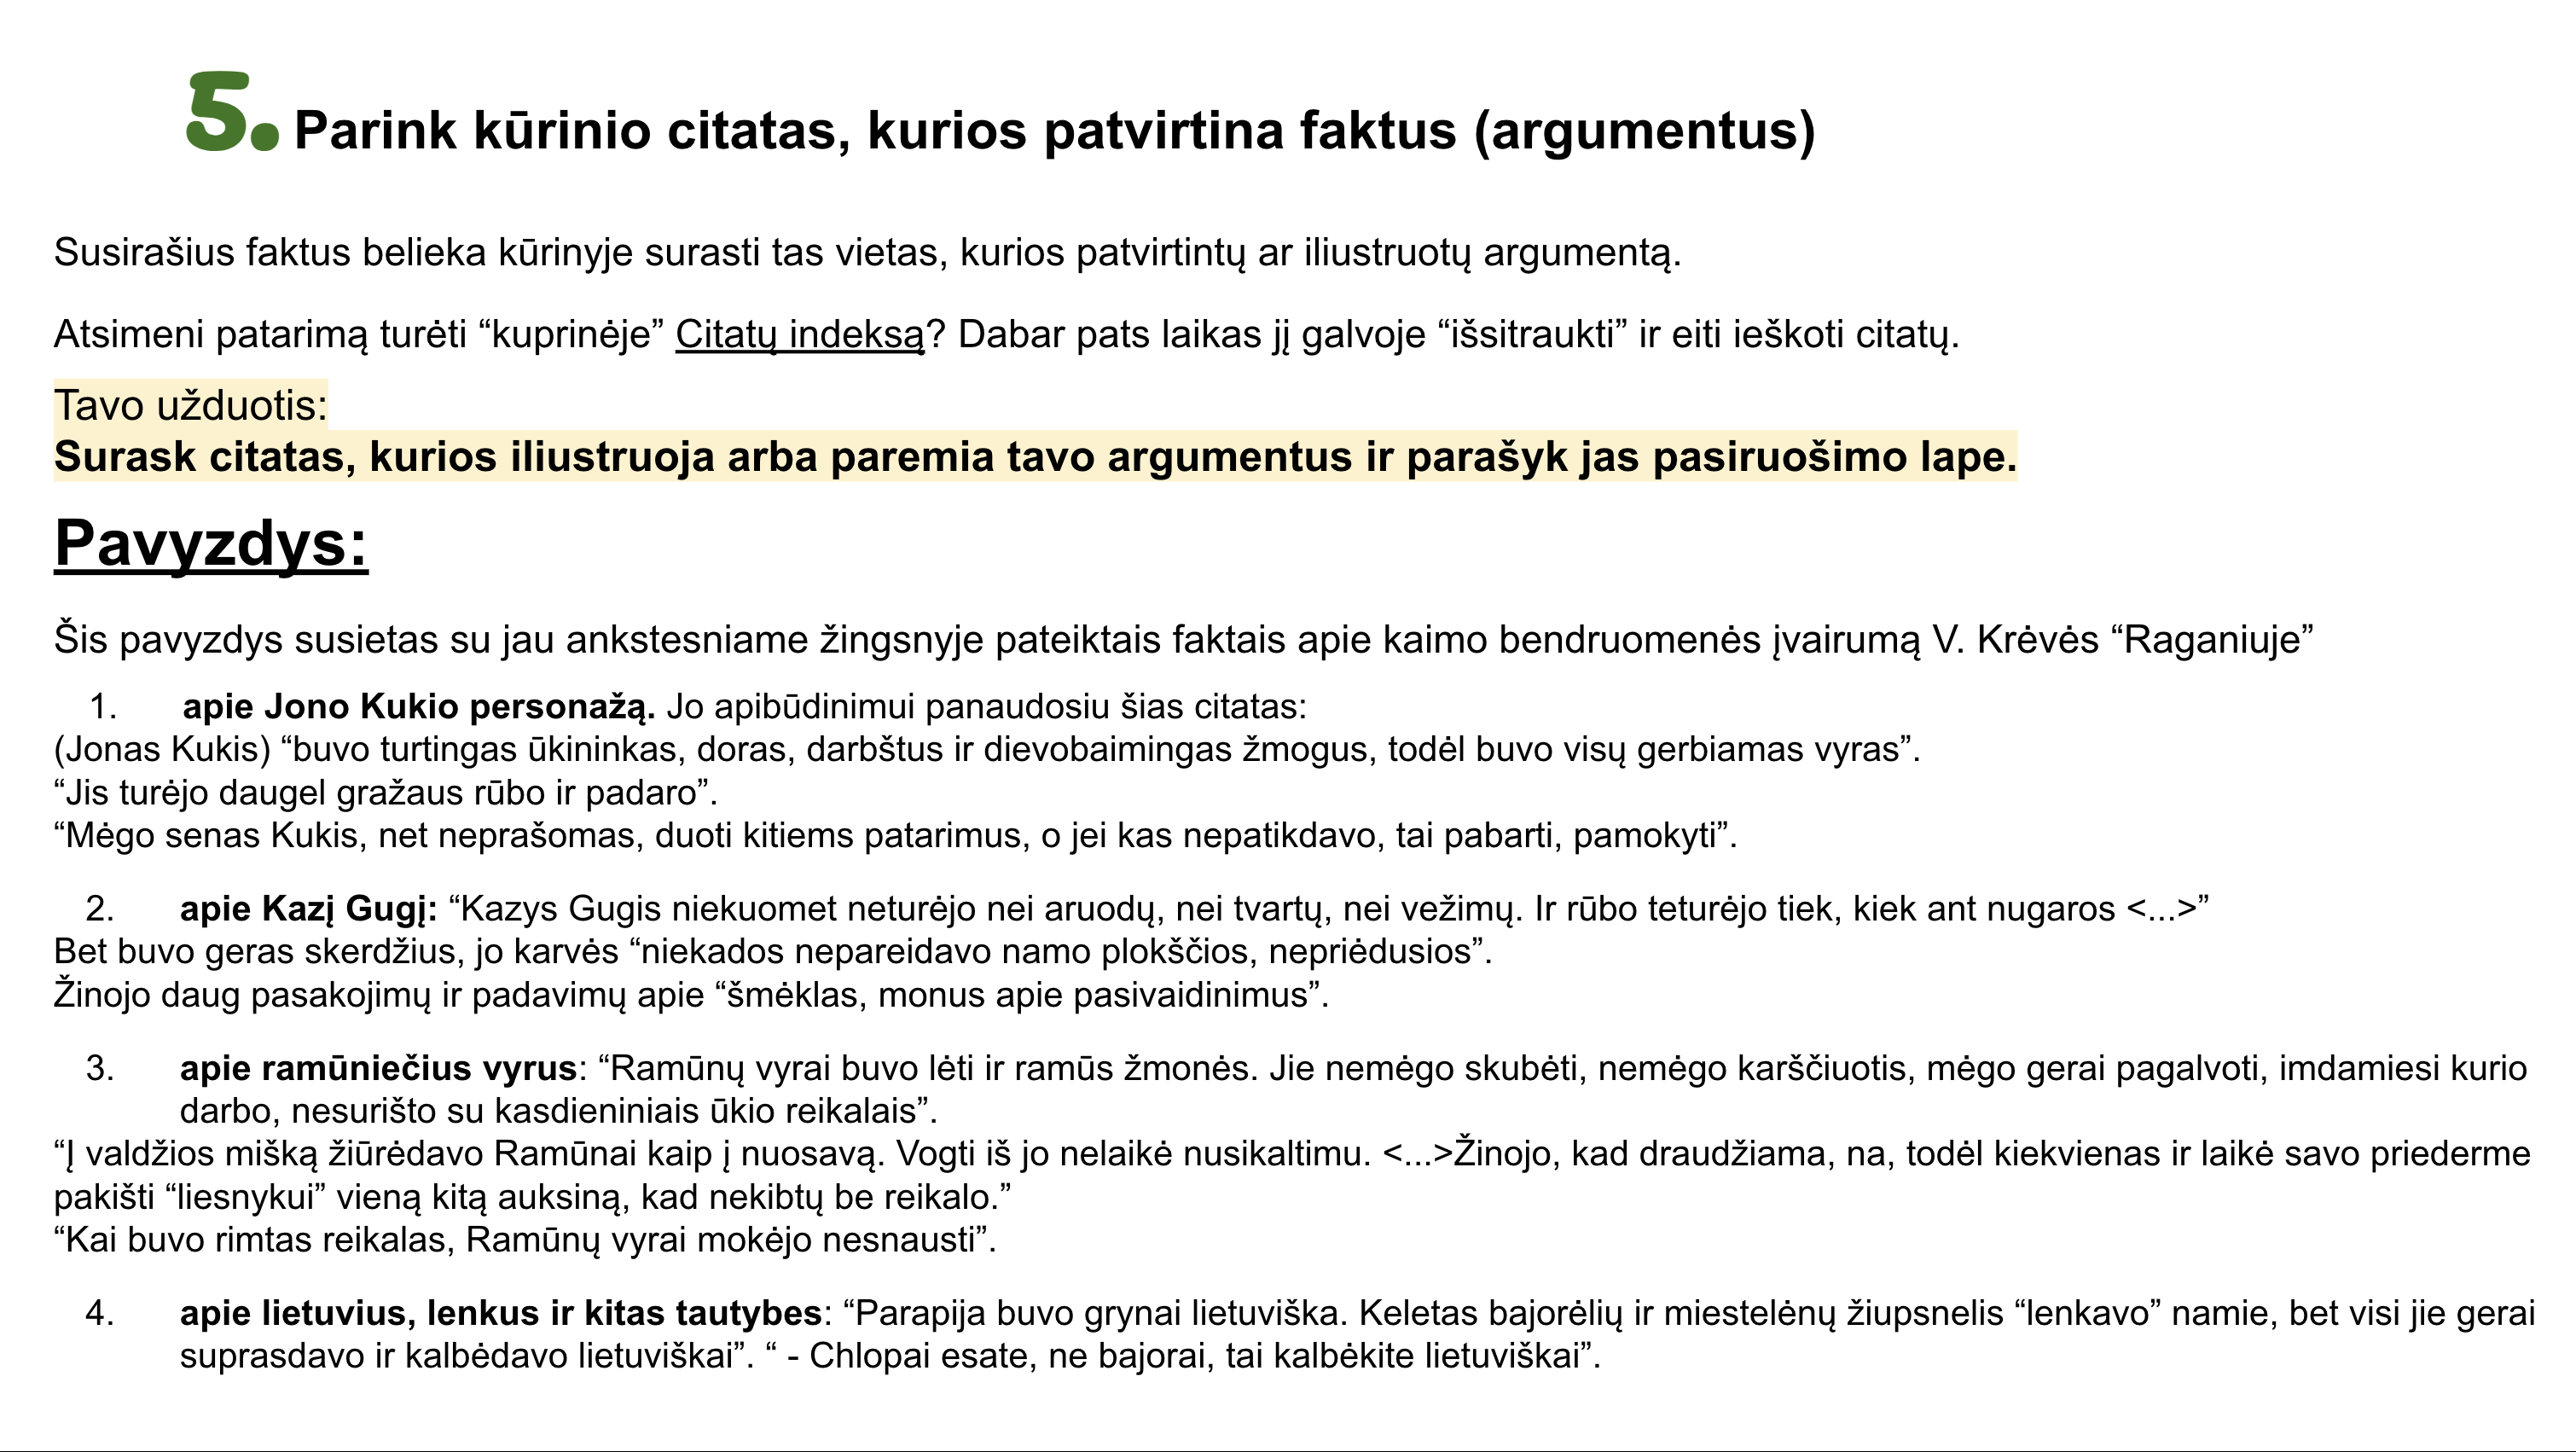 5. Parink kūrinio citatas, kurios patvirtina faktus (argumentus)
Susirašius faktus belieka kūrinyje surasti tas vietas, kurios patvirtintų ar iliustruotų argumentą.
Atsimeni patarimą turėti “kuprinėje” Citatų indeksą? Dabar pats laikas jį galvoje “išsitraukti” ir eiti ieškoti citatų.
Tavo užduotis:
Surask citatas, kurios iliustruoja arba paremia tavo argumentus ir parašyk jas pasiruošimo lape.
Pavyzdys:
Šis pavyzdys susietas su jau ankstesniame žingsnyje pateiktais faktais apie kaimo bendruomenės įvairumą V. Krėvės “Raganiuje”
1. apie Jono Kukio personažą. Jo apibūdinimui panaudosiu šias citatas:
(Jonas Kukis) “buvo turtingas ūkininkas, doras, darbštus ir dievobaimingas žmogus, todėl buvo visų gerbiamas vyras”.
“Jis turėjo daugel gražaus rūbo ir padaro”.
“Mėgo senas Kukis, net neprašomas, duoti kitiems patarimus, o jei kas nepatikdavo, tai pabarti, pamokyti”.
2. apie Kazį Gugį: “Kazys Gugis niekuomet neturėjo nei aruodų, nei tvartų, nei vežimų. Ir rūbo teturėjo tiek, kiek ant nugaros <...>”
Bet buvo geras skerdžius, jo karvės “niekados nepareidavo namo plokščios, nepriėdusios”.
Žinojo daug pasakojimų ir padavimų apie “šmėklas, monus apie pasivaidinimus”.
3. apie ramūniečius vyrus: “Ramūnų vyrai buvo lėti ir ramūs žmonės. Jie nemėgo skubėti, nemėgo karščiuotis, mėgo gerai pagalvoti, imdamiesi kurio
darbo, nesurišto su kasdieniniais ūkio reikalais”.
“Į valdžios mišką žiūrėdavo Ramūnai kaip į nuosavą. Vogti iš jo nelaikė nusikaltimu. <...>Žinojo, kad draudžiama, na, todėl kiekvienas ir laikė savo priederme
pakišti “liesnykui” vieną kitą auksiną, kad nekibtų be reikalo.”
“Kai buvo rimtas reikalas, Ramūnų vyrai mokėjo nesnausti”.
4. apie lietuvius, lenkus ir kitas tautybes: “Parapija buvo grynai lietuviška. Keletas bajorėlių ir miestelėnų žiupsnelis “lenkavo” namie, bet visi jie gerai
suprasdavo ir kalbėdavo lietuviškai”. “ - Chlopai esate, ne bajorai, tai kalbėkite lietuviškai”.